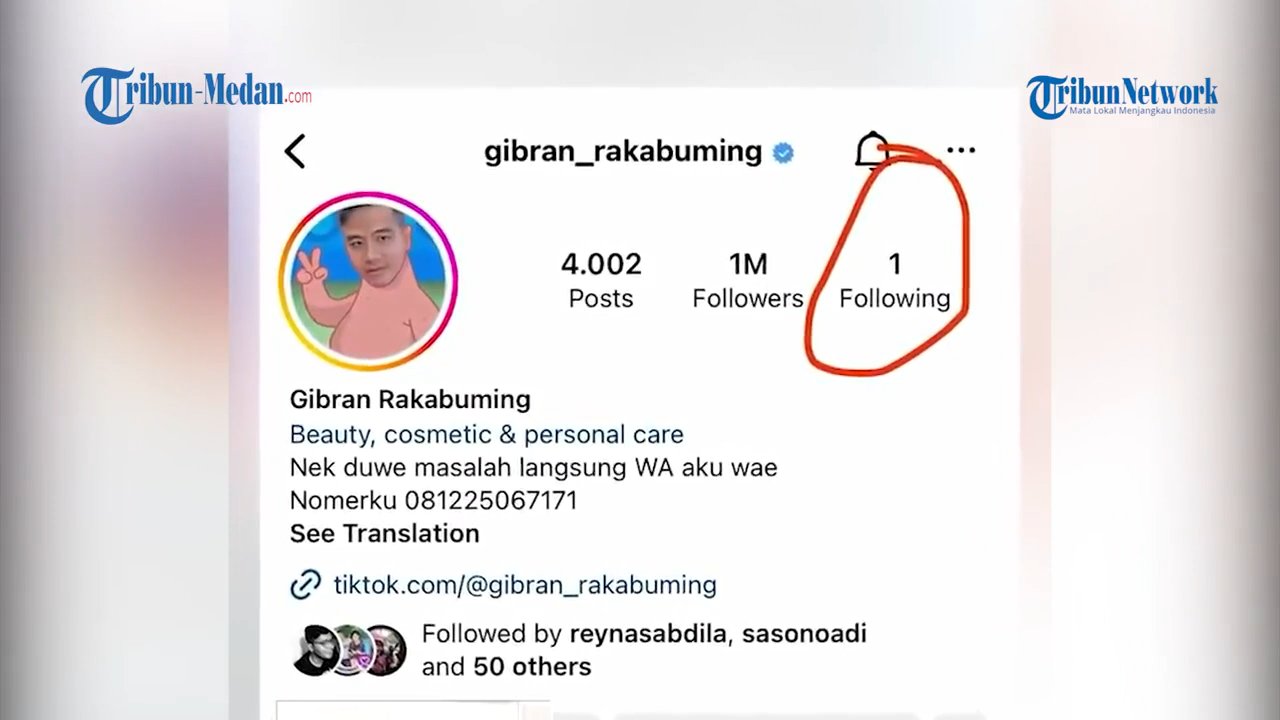 Tribun-Medan.com
TribunNetwork
Mata Lokal Menjangkau Indonesia
gibran_rakabuming
4.002
Posts
1M
Followers
1
Following
Gibran Rakabuming
Beauty, cosmetic & personal care
Nek duwe masalah langsung WA aku wae
Nomerku 081225067171
See Translation
tiktok.com/@gibran_rakabuming
Followed by reynasabdila, sasonoadi
and 50 others